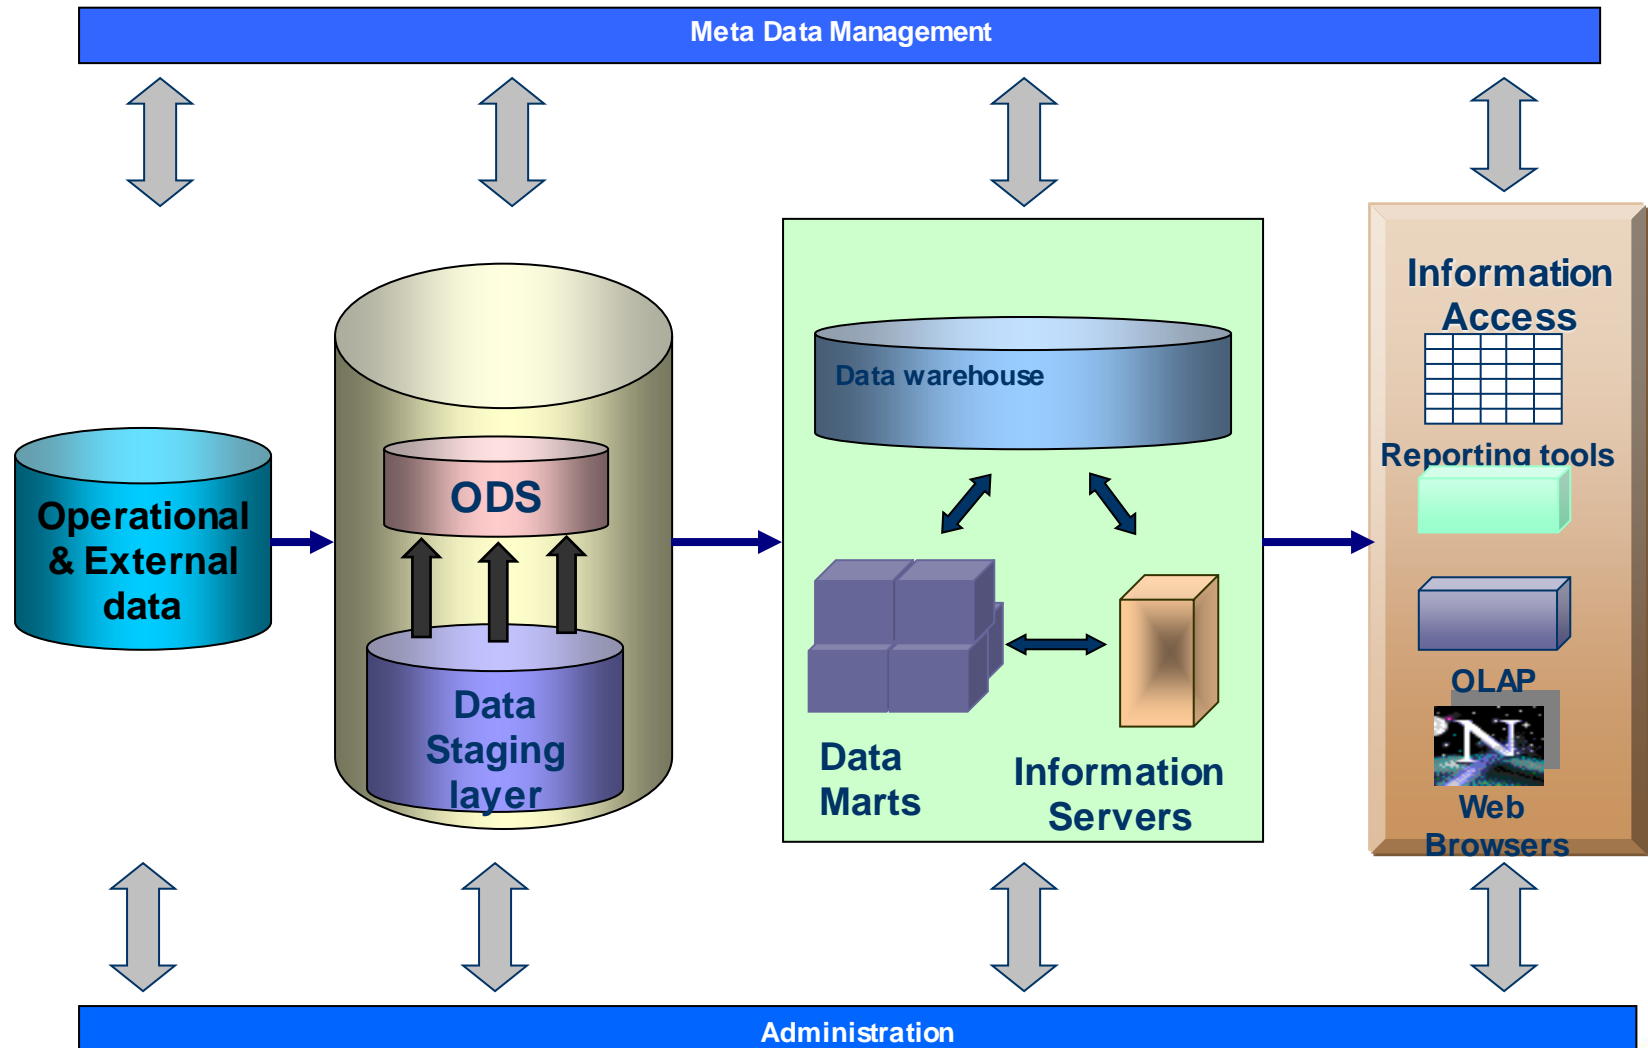 Meta Data Management
Operational
& External
data
ODS
Data
Staging
layer
Data warehouse
Data
Marts
Information
Servers
Information
Access
Reporting tools
OLAP
N
Web
Browsers
Administration